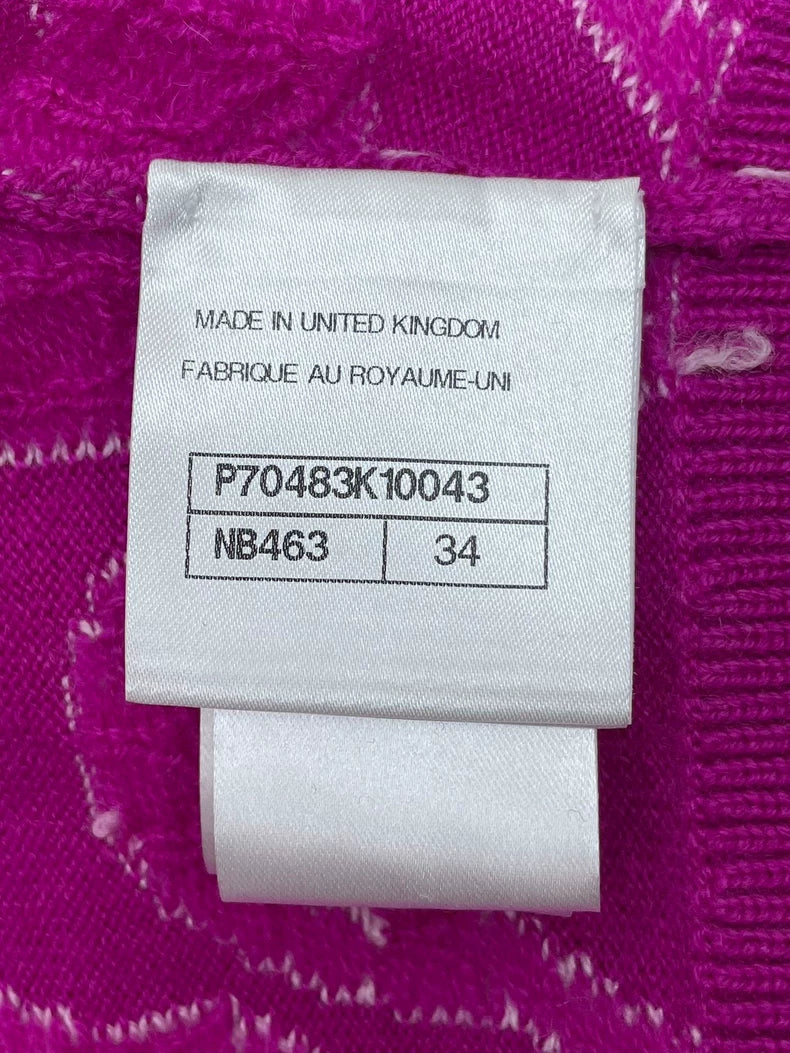 MADE IN UNITED KINGDOM
FABRIQUE AU ROYAUME-UNI
P70483K10043
NB463 34